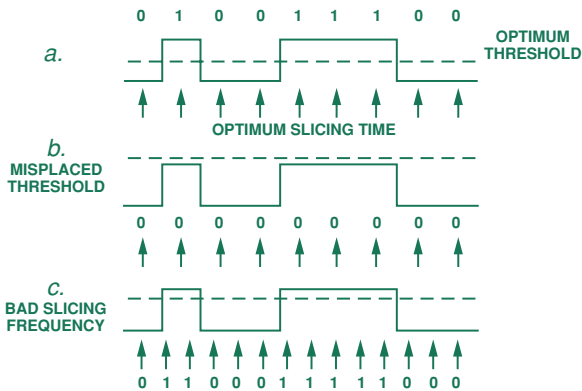 0 1 0 0 1 1 1 0 0
a.
OPTIMUM
THRESHOLD
OPTIMUM SLICING TIME
b.
MISPLACED
THRESHOLD
0 0 0 0 0 0 0 0 0
c.
BAD SLICING
FREQUENCY
0 1 1 0 0 0 1 1 1 1 1 0 0 0